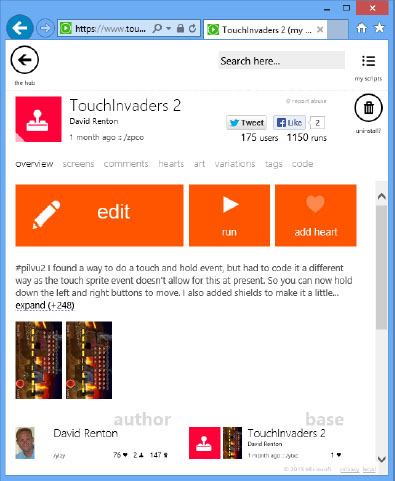 https://www.tou...
TouchInvaders 2 (my ...
Search here...
the hub
my scripts
TouchInvaders 2
report abuse
David Renton
Tweet
Like
2
1 month ago :: /zpco
175 users
1150 runs
uninstall?
overview screens comments hearts art variations tags code
edit
run
add heart
#pilvu2 I found a way to do a touch and hold event, but had to code it a different
way as the touch sprite event doesn't allow for this at present. So you can now hold
down the left and right buttons to move. I also added shields to make it a little...
expand (+248)
author
base
David Renton
TouchInvaders 2
David Renton
76 2 147
1 month ago :: /zpbc
1
© 2013 Microsoft privacy legal